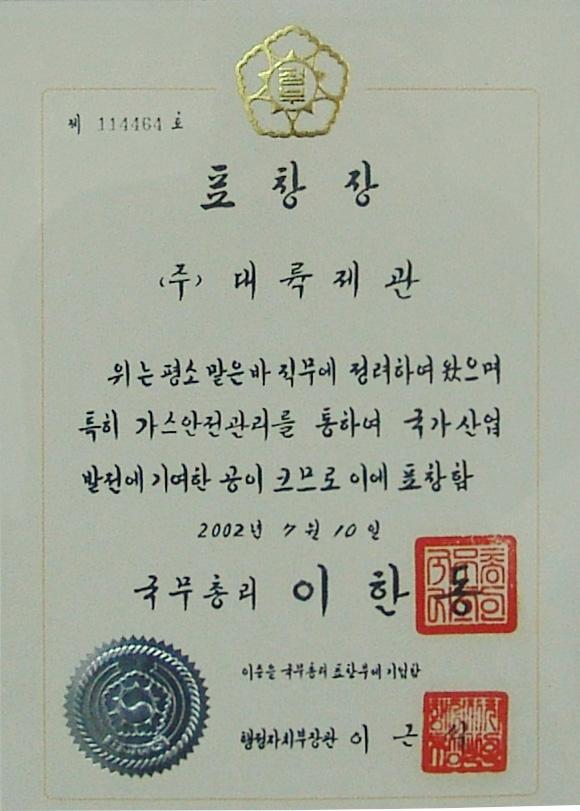 제 114464 호
표창장
(주) 대륙제관
위는 평소 맡은바 직무에 정려하여 왔으며
특히 가스안전관리를 통하여 국가산업
발전에 기여한 공이 크므로 이에 표창함
2002년 7월 10일
국무총리 이한동
이증을 국무총리 표창부에 기입함
행정자치부장관 이근식